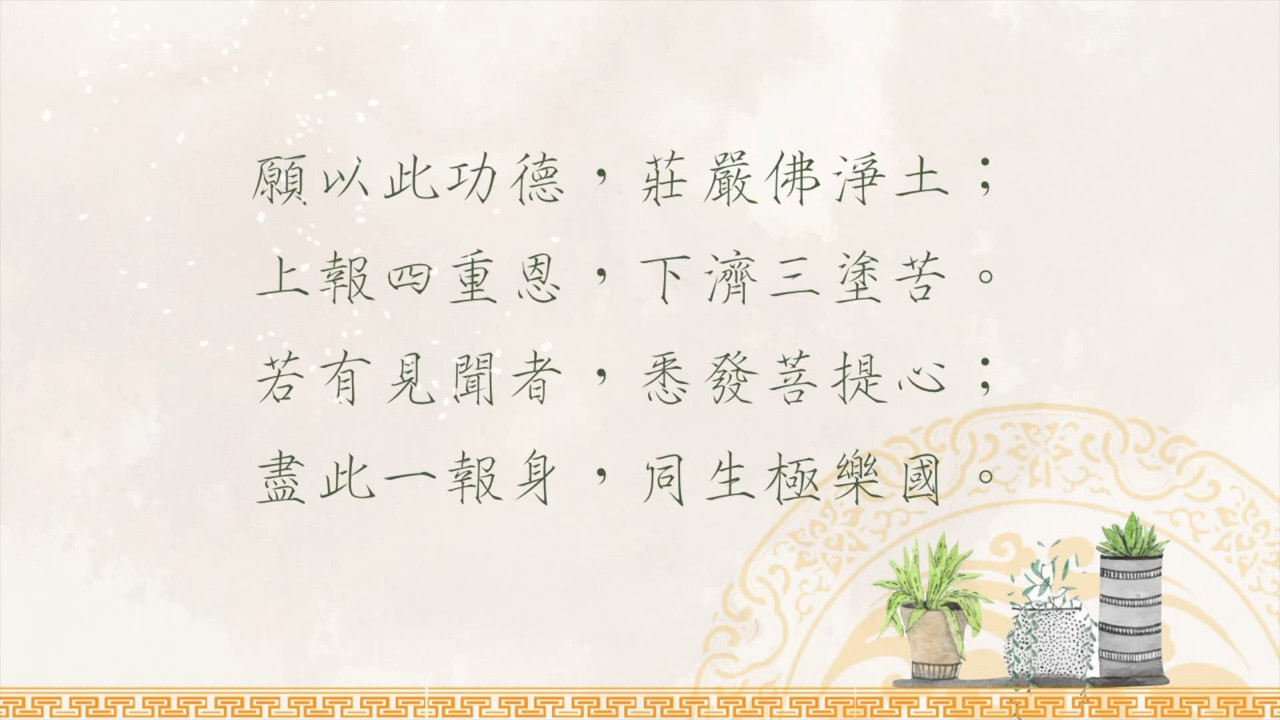 願以此功德，莊嚴佛淨土；
上報四重恩，下濟三塗苦。
若有見聞者，悉發菩提心；
盡此一報身，同生極樂國。